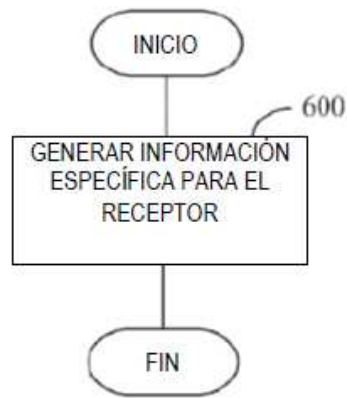 INICIO
600
GENERAR INFORMACIÓN
ESPECÍFICA PARA EL
RECEPTOR
FIN